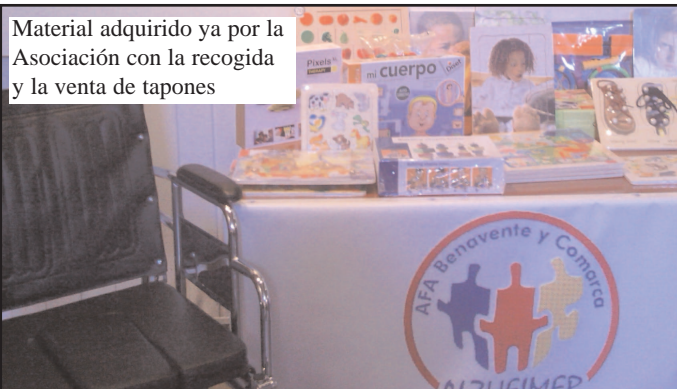 Material adquirido ya por la
Asociación con la recogida
y la venta de tapones
Pixels
mi cuerpo
AFA Benavente y Comarca
ALZHEIMER